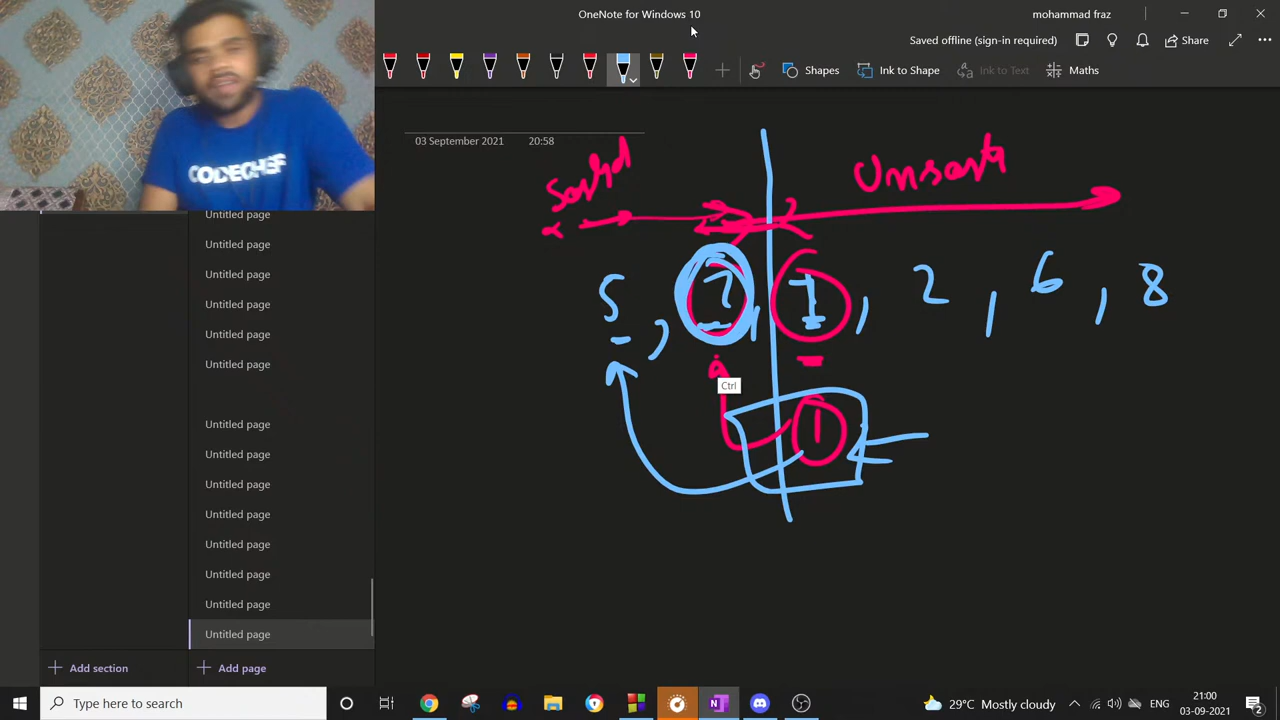 OneNote for Windows 10
mohammad fraz
Saved offline (sign-in required)
Share
Shapes
Ink to Shape
Ink to Text
Maths
03 September 2021
20:58
CODECHEF
Sorted
Unsort
5, 7, 1, 2, 6, 8
Ctrl
1
Untitled page
Untitled page
Untitled page
Untitled page
Untitled page
Untitled page
Untitled page
Untitled page
Untitled page
Untitled page
Untitled page
Untitled page
Untitled page
Untitled page
Add section
Add page
Type here to search
29°C Mostly cloudy
ENG
21:00
03-09-2021
2